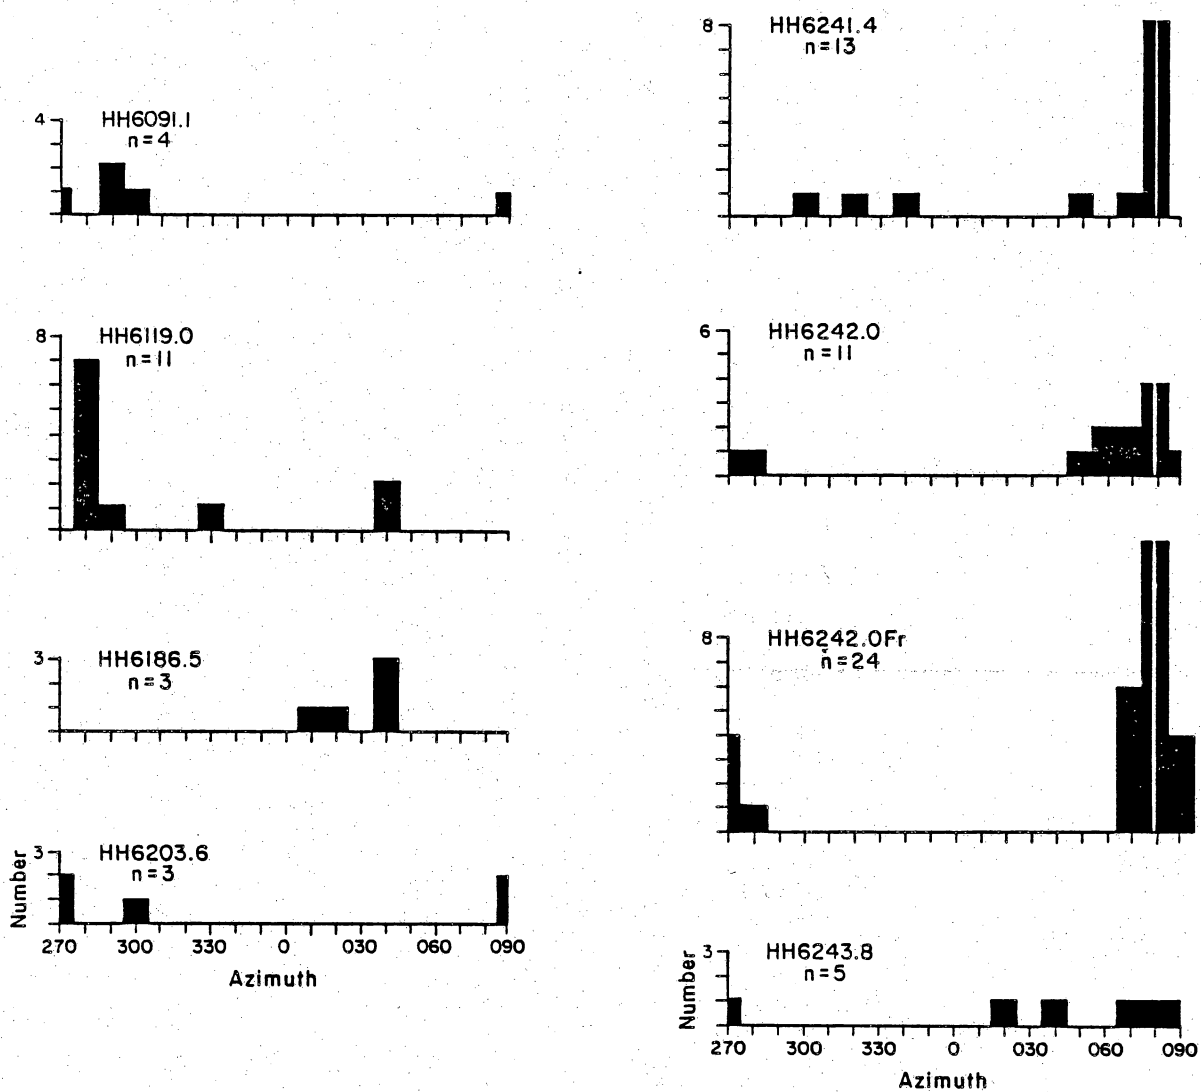 4
HH6091.1
n=4
8
HH6119.0
n=11
3
HH6186.5
n=3
3
HH6203.6
n=3
Number
270 300 330 0 030 060 090
Azimuth
8
HH6241.4
n=13
6
HH6242.0
n=11
8
HH6242.0Fr
n=24
3
HH6243.8
n=5
Number
270 300 330 0 030 060 090
Azimuth